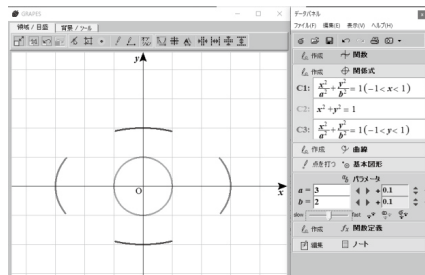 GRAPES
領域 / 目盛
背景 / ツール
y
O
x
データパネル
ファイル(F) 編集(E) 表示(V) ヘルプ(H)
作成 関数
作成 関係式
C1: x²/a² + y²/b² = 1 (−1 < x < 1)
C2: x² + y² = 1
C3: x²/a² + y²/b² = 1 (−1 < y < 1)
作成 曲線
点を打つ 基本図形
パラメータ
a = 3 + 0.1
b = 2 + 0.1
slow fast
作成 関数定義
編集 ノート